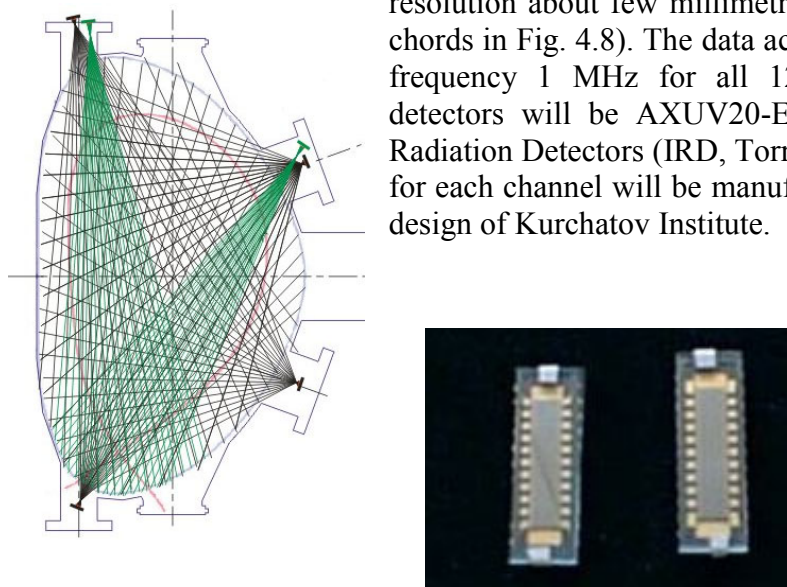 resolution about few millimetr
chords in Fig. 4.8). The data ac
frequency 1 MHz for all 12
detectors will be AXUV20-E
Radiation Detectors (IRD, Torr
for each channel will be manuf
design of Kurchatov Institute.